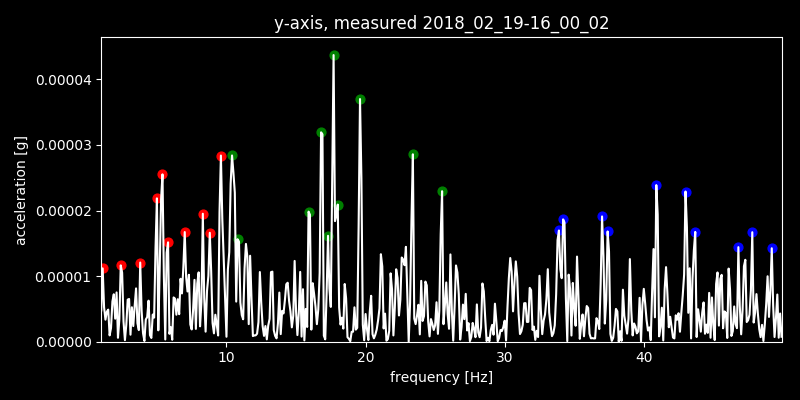 y-axis, measured 2018_02_19-16_00_02
0.00004
0.00003
0.00002
0.00001
0.00000
acceleration [g]
10 20 30 40
frequency [Hz]